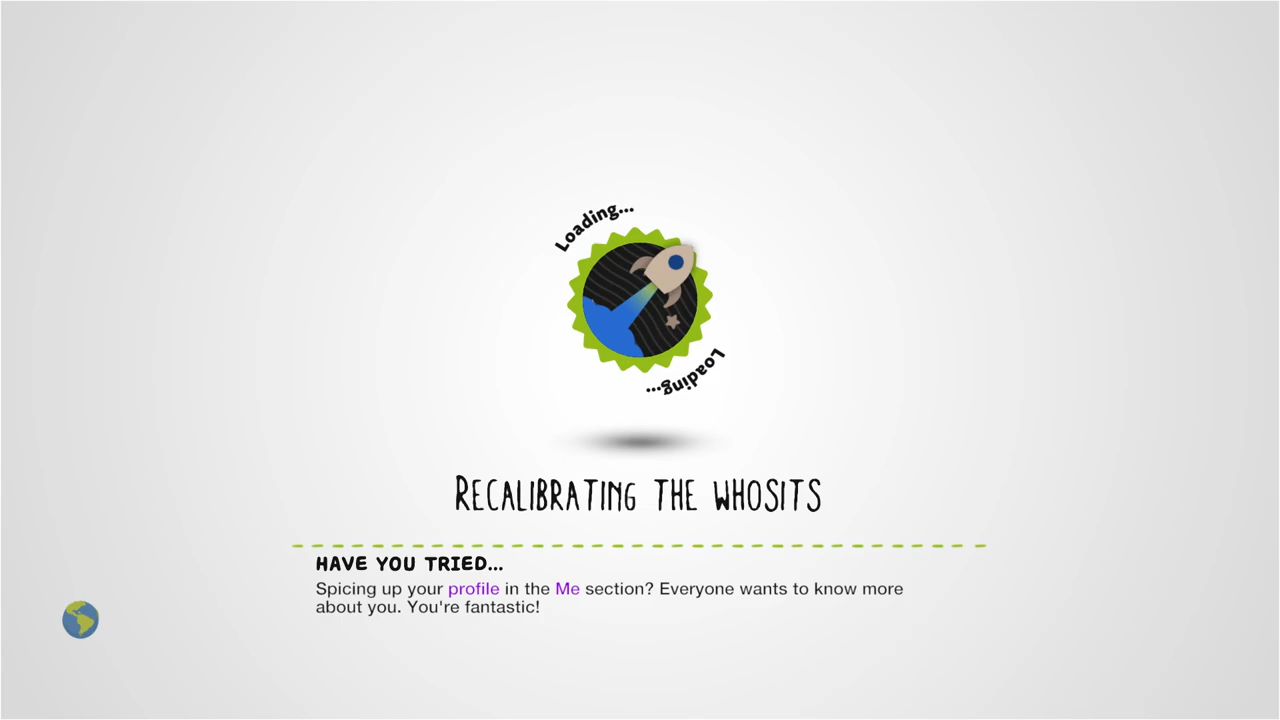 Loading...
Loading...
Recalibrating the whosits
HAVE YOU TRIED...
Spicing up your profile in the Me section? Everyone wants to know more
about you. You're fantastic!